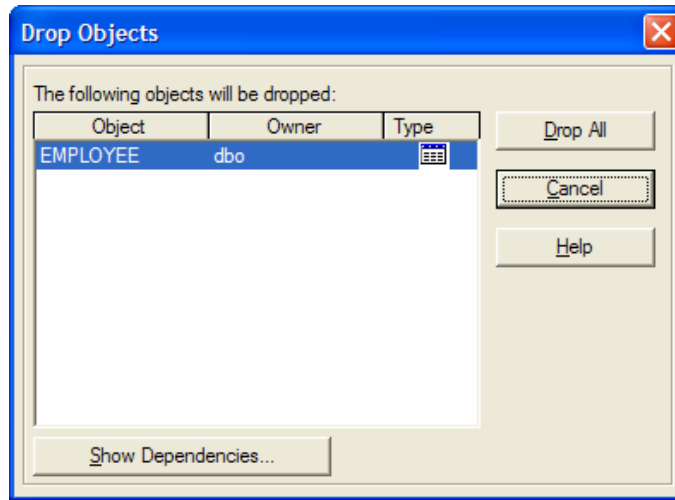 Drop Objects
The following objects will be dropped:
Object Owner Type
EMPLOYEE dbo
Drop All
Cancel
Help
Show Dependencies...